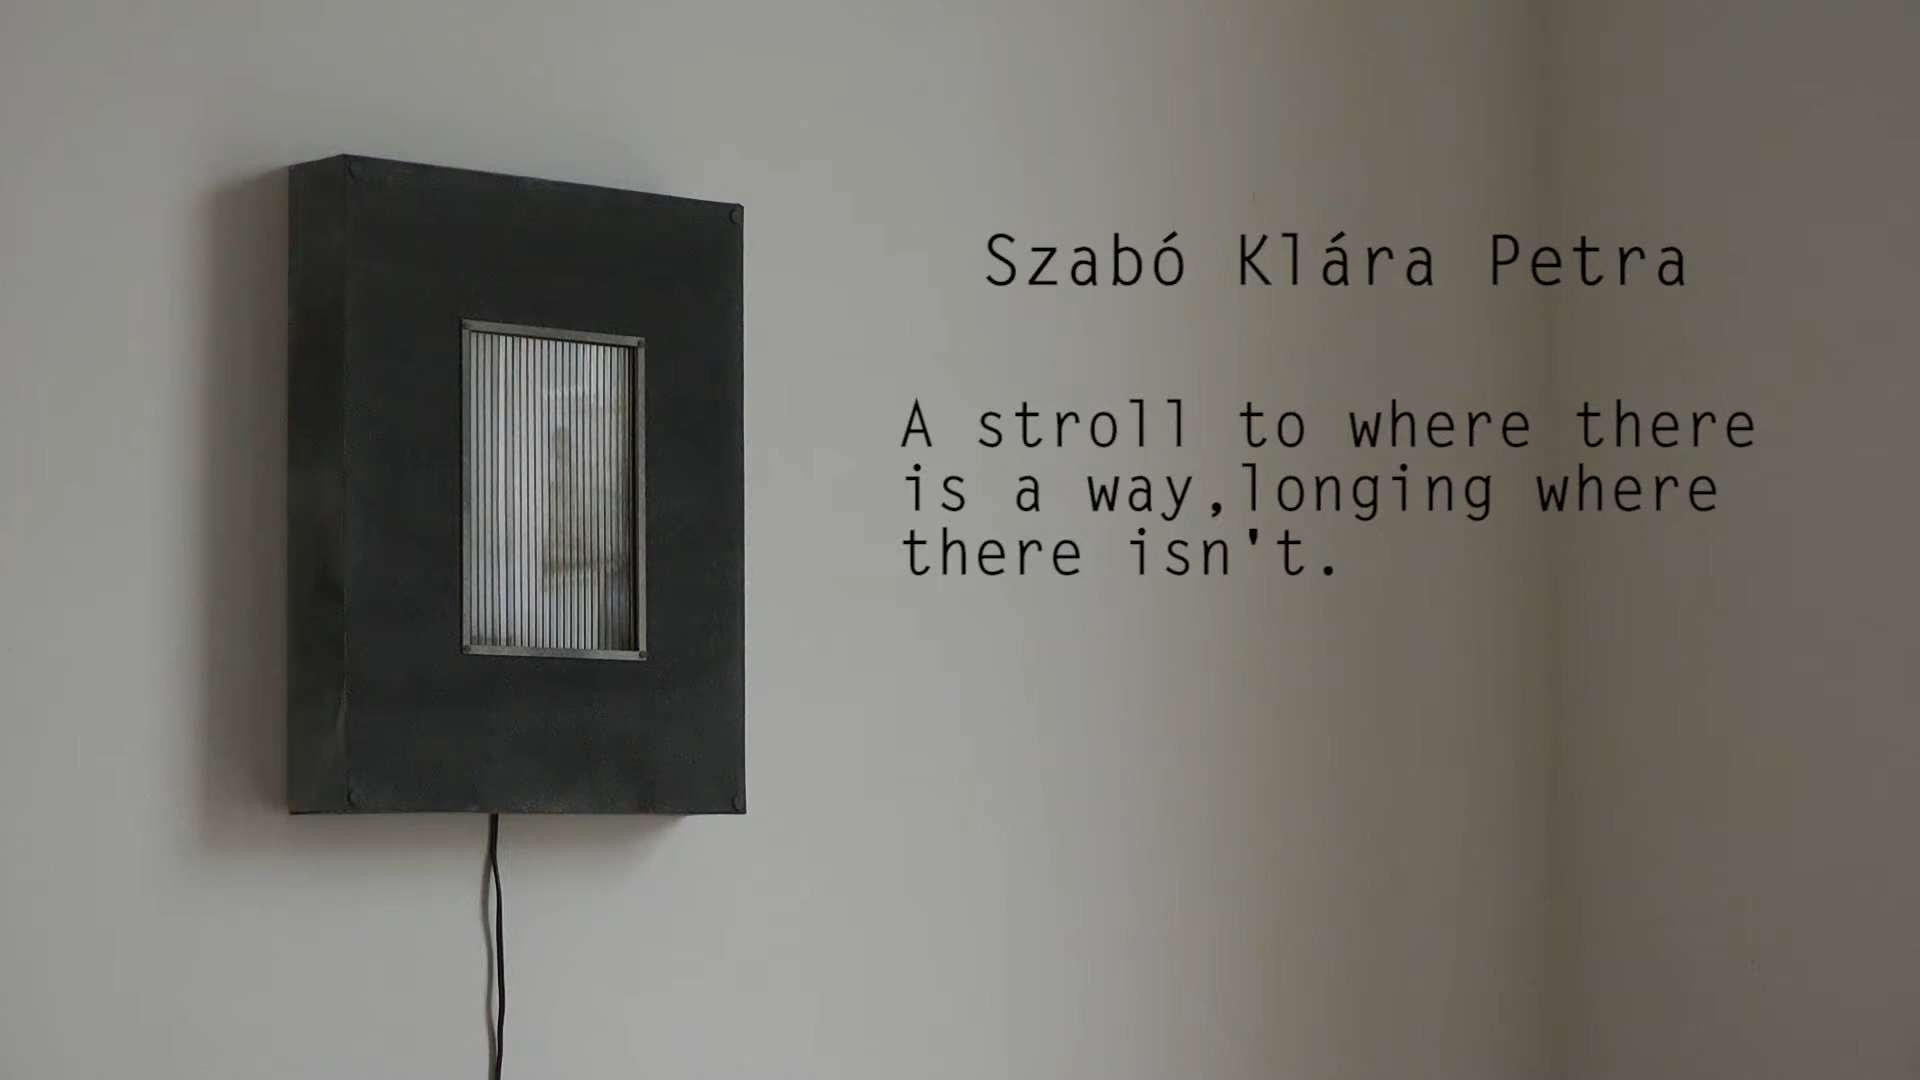 Szabó Klára Petra
A stroll to where there
is a way,longing where
there isn't.